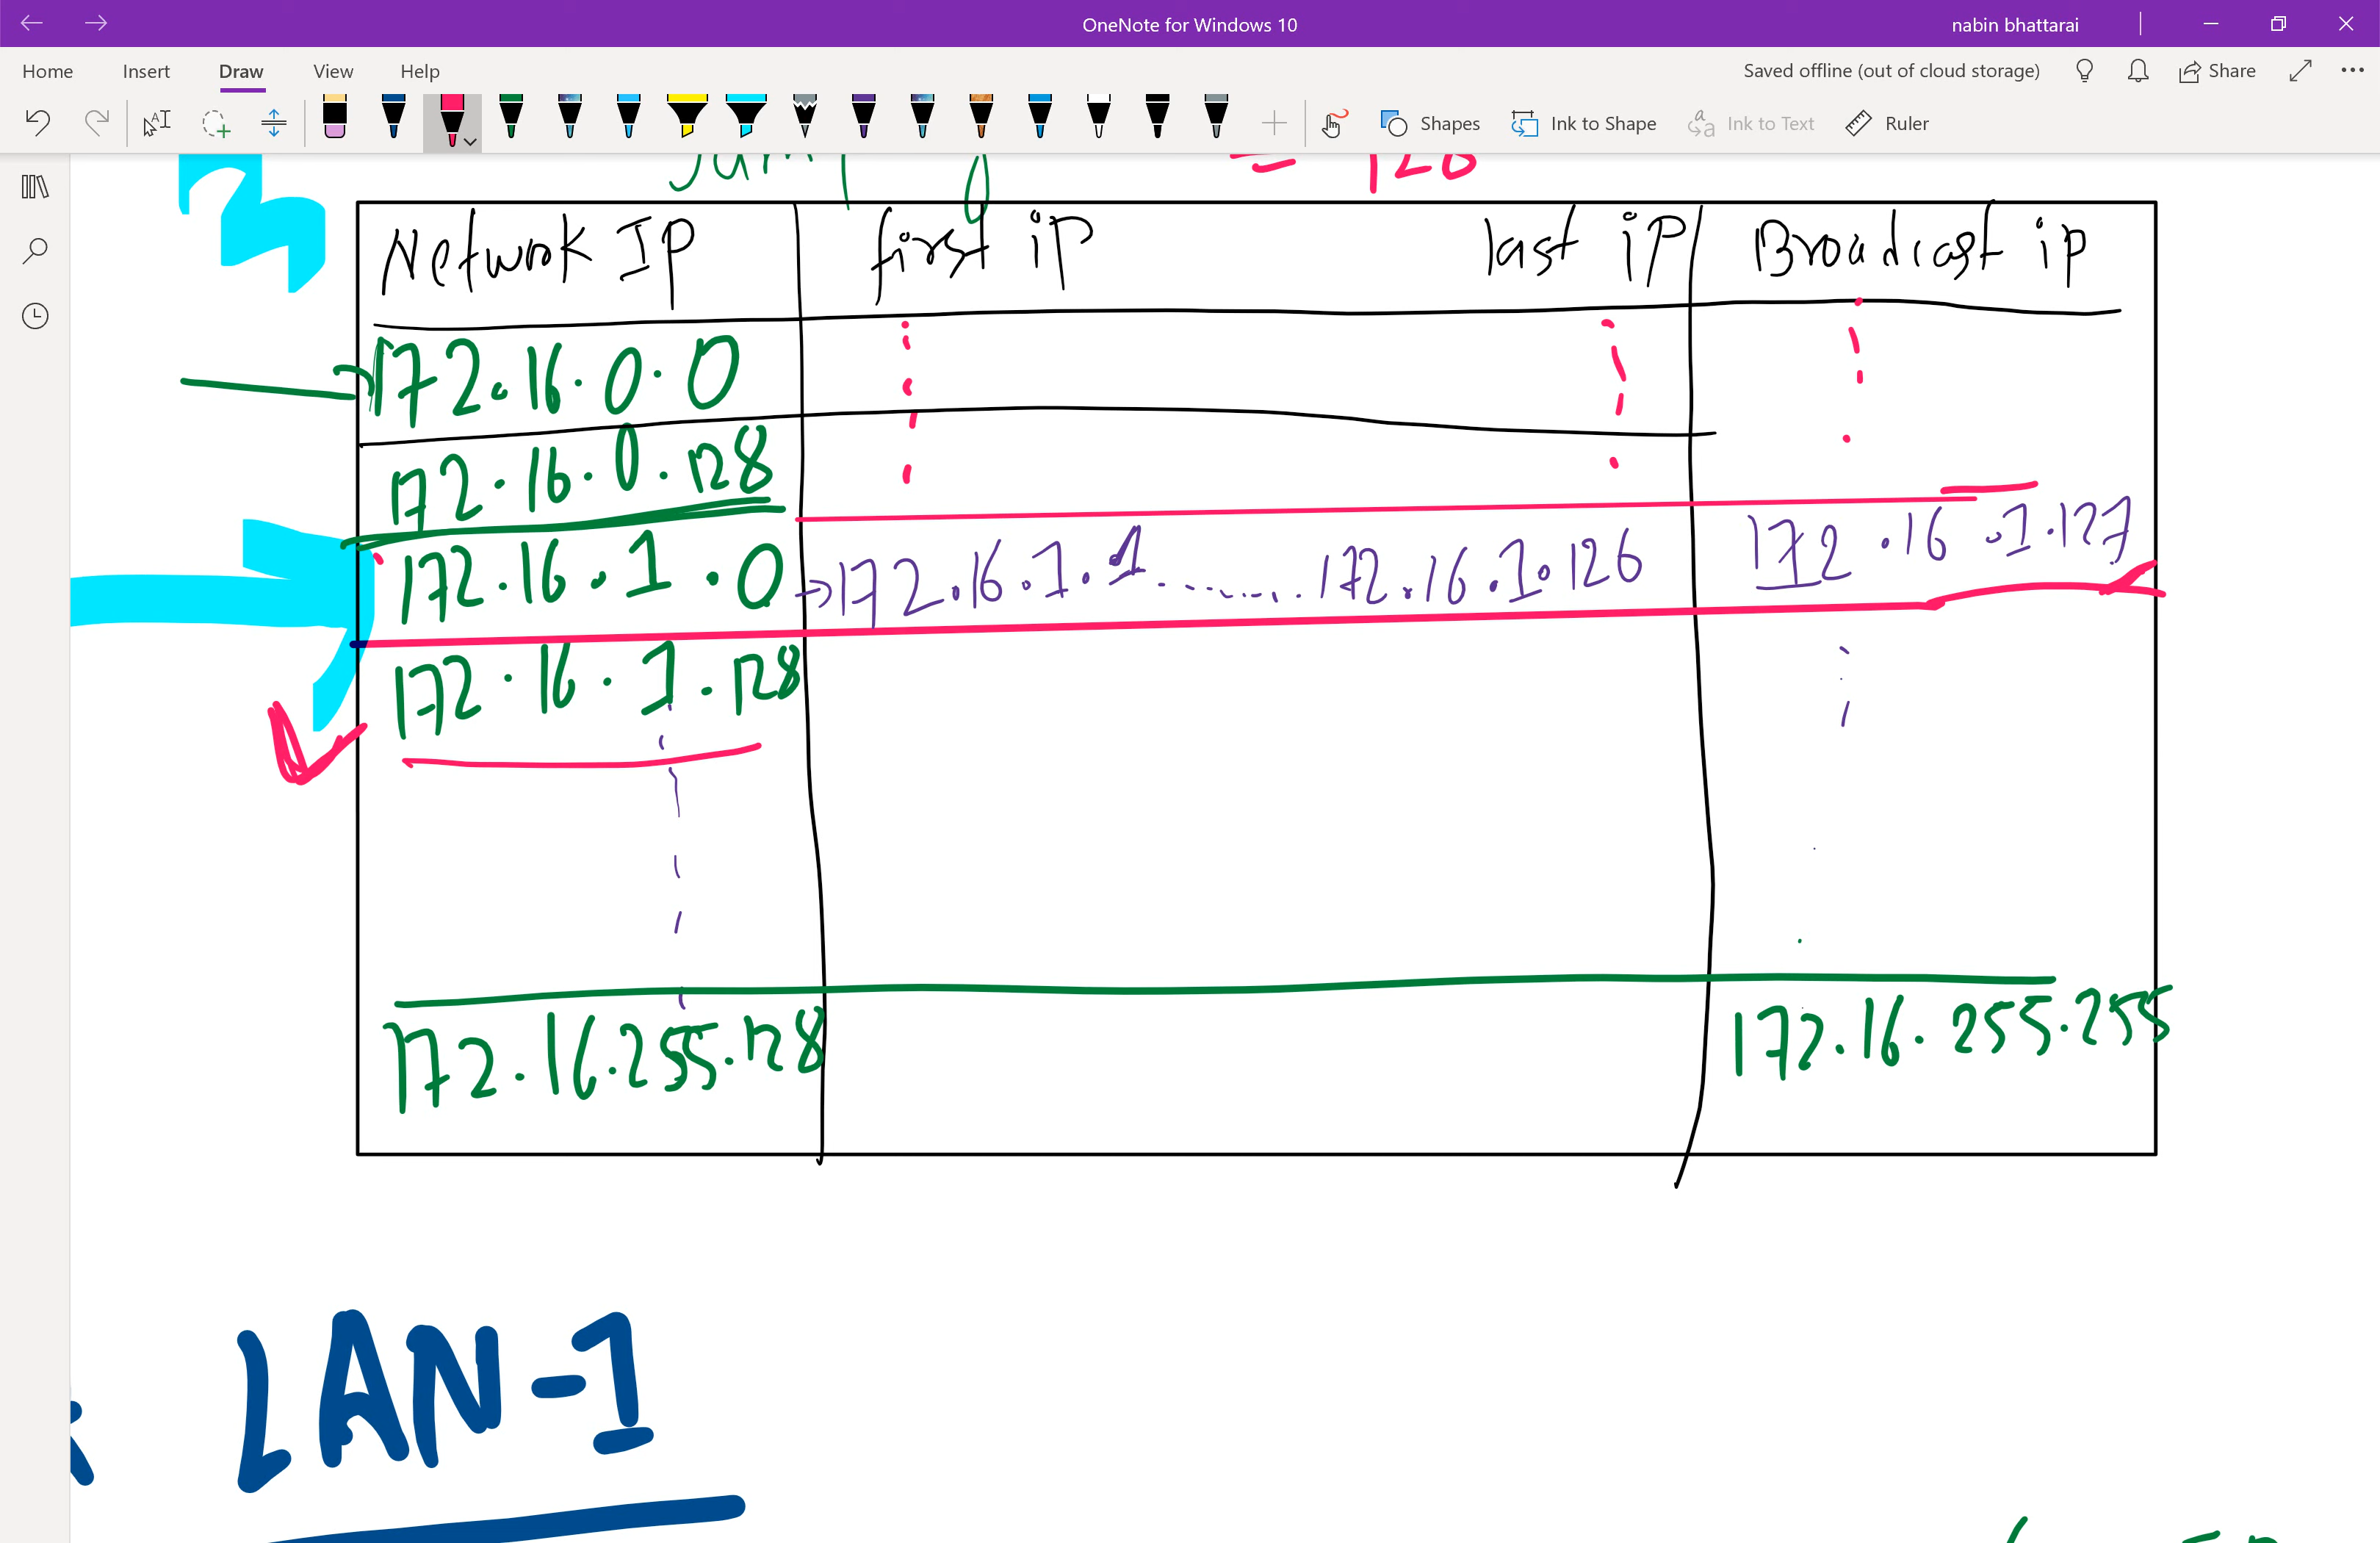 OneNote for Windows 10
nabin bhattarai
Home Insert Draw View Help
Saved offline (out of cloud storage) Share
Shapes Ink to Shape Ink to Text Ruler
= 128
Network IP first iP last iP Broadcast ip
172.16.0.0
172.16.0.128
172.16.1.0 →172.16.1.1........172.16.1.126 172.16.1.127
172.16.1.128
172.16.255.128 172.16.255.255
LAN-1